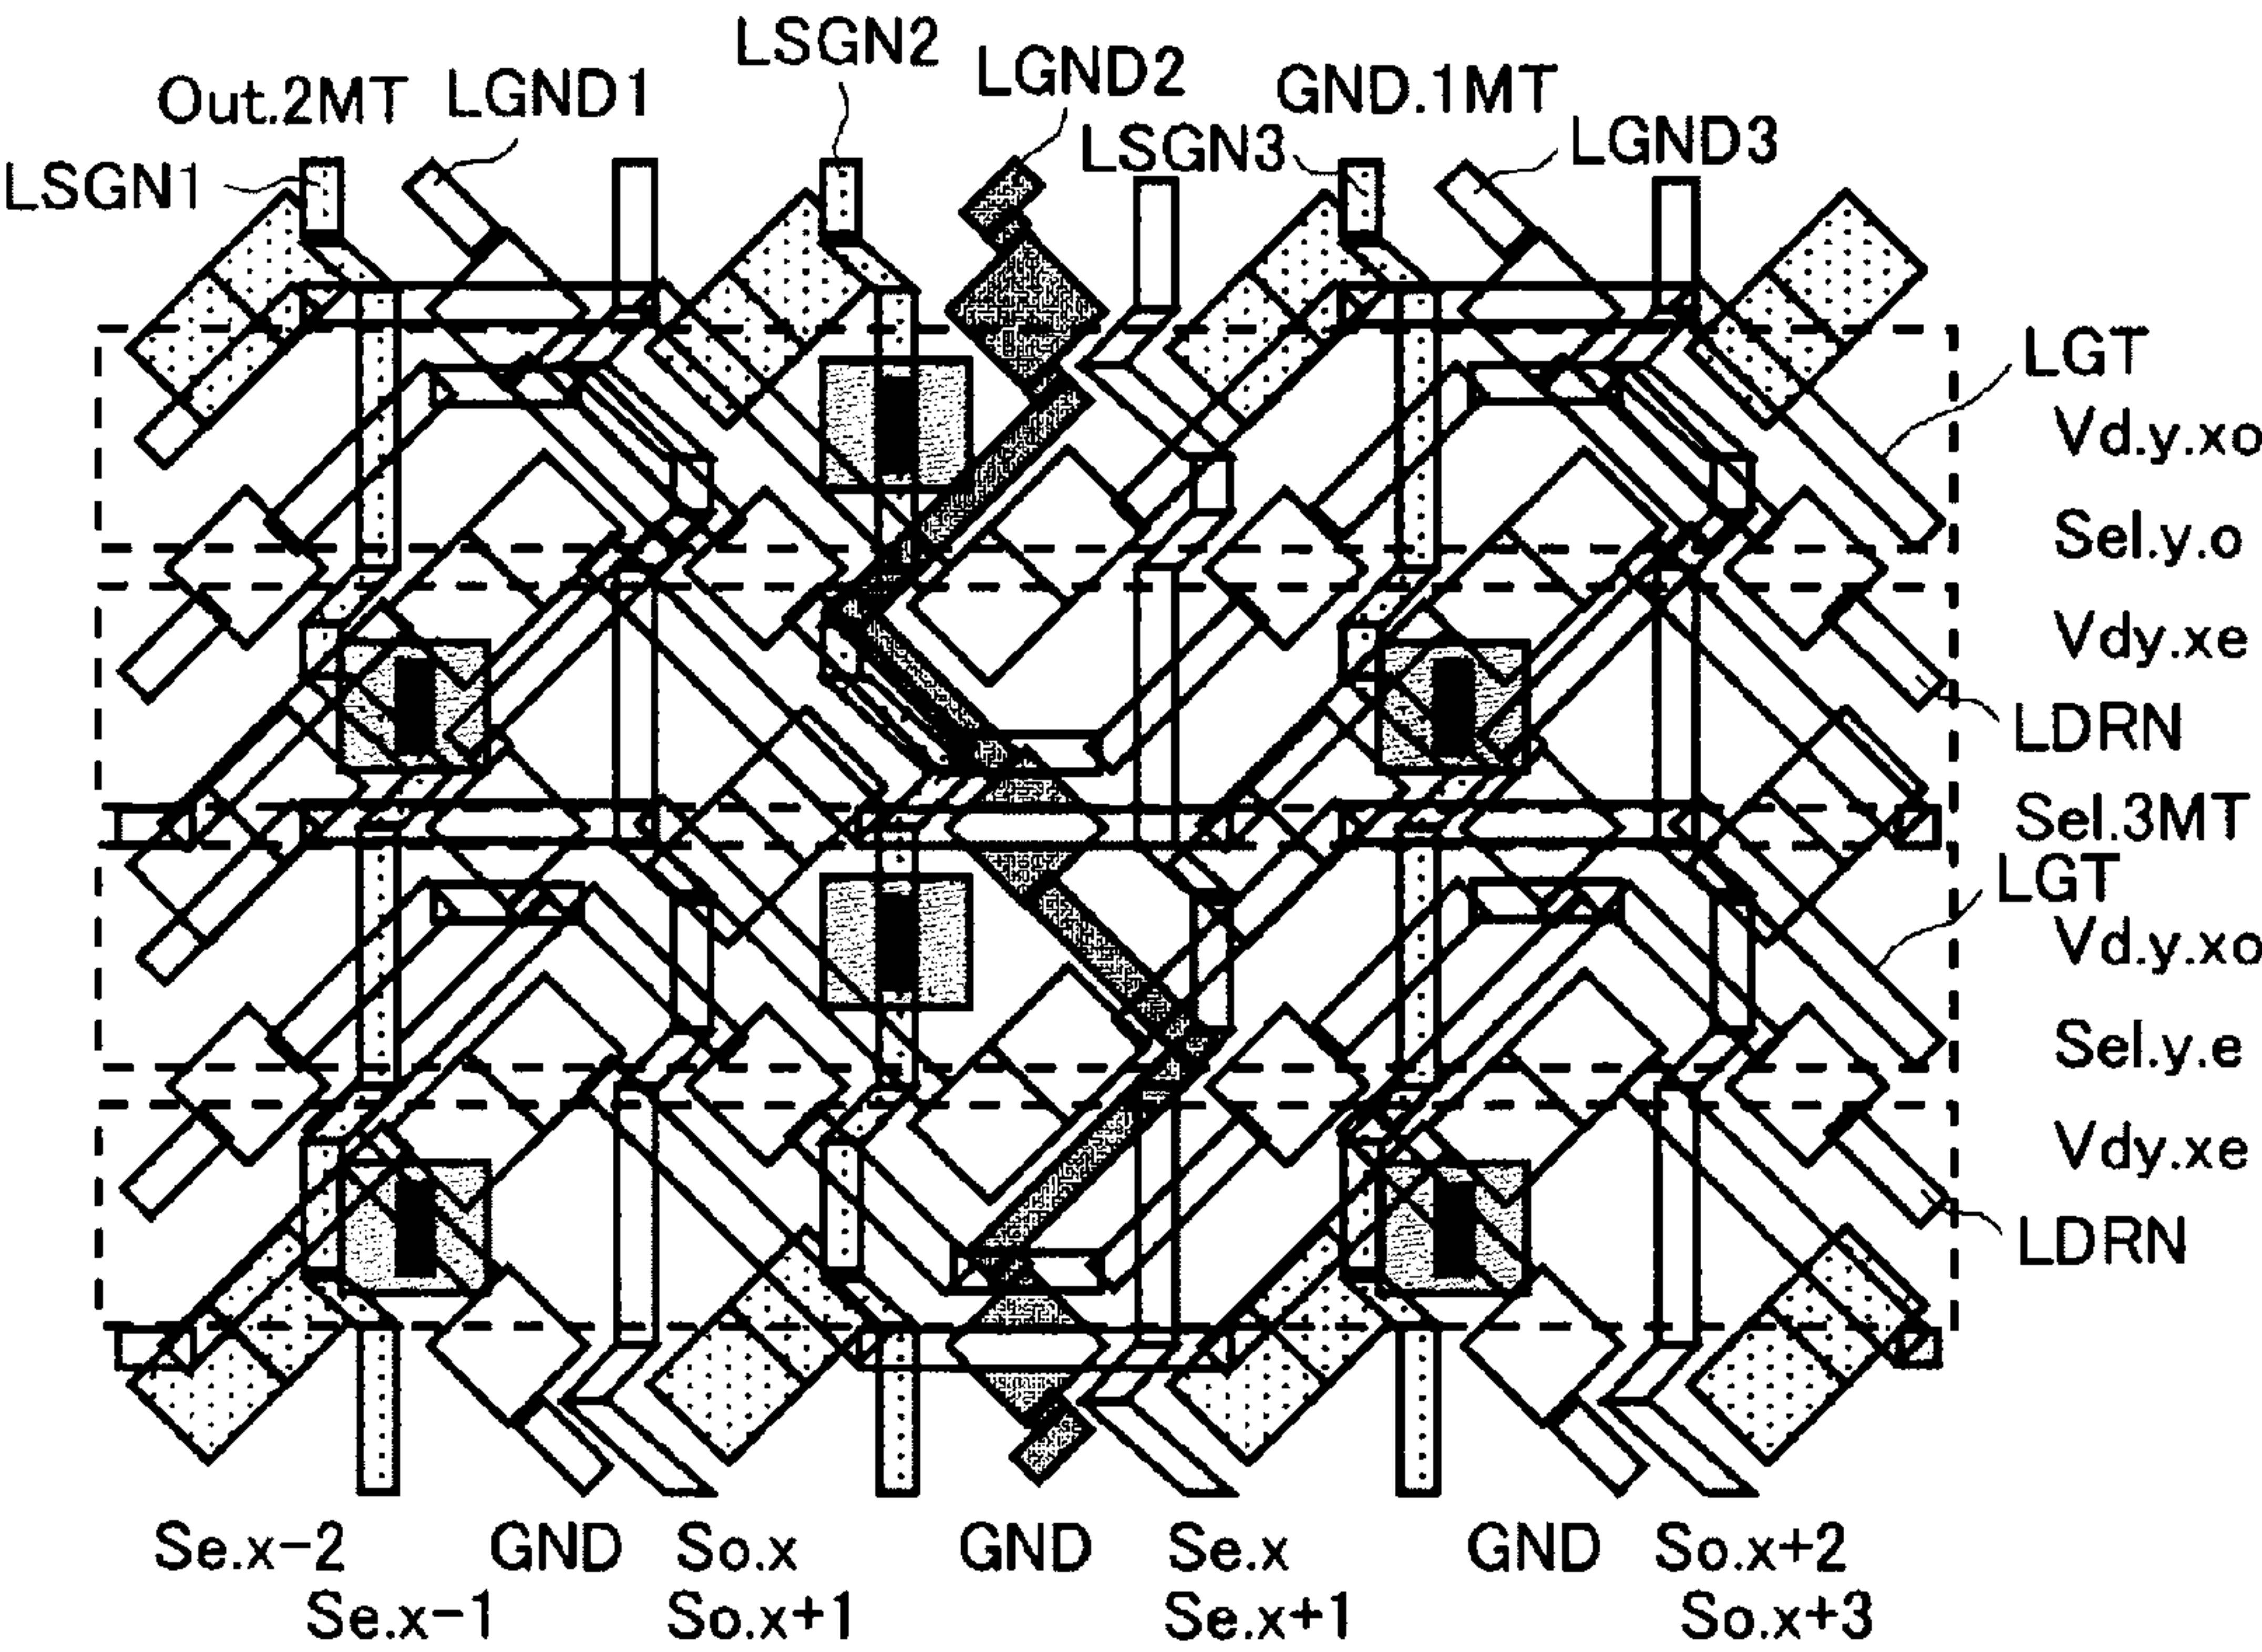 LSGN2
LGND2
GND.1MT
Out.2MT
LGND1
LSGN1
LSGN3
LGND3
LGT
Vd.y.xo
Sel.y.o
Vdy.xe
LDRN
Sel.3MT
LGT
Vd.y.xo
Sel.y.e
Vdy.xe
LDRN
Se.x-2 GND So.x GND Se.x GND So.x+2
Se.x-1 So.x+1 Se.x+1 So.x+3